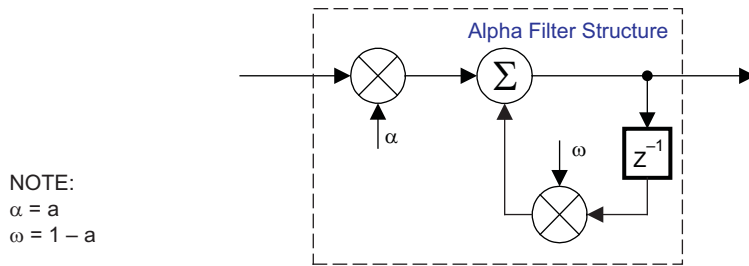 Alpha Filter Structure
Σ
α
ω
Z⁻¹
NOTE:
α = a
ω = 1 – a